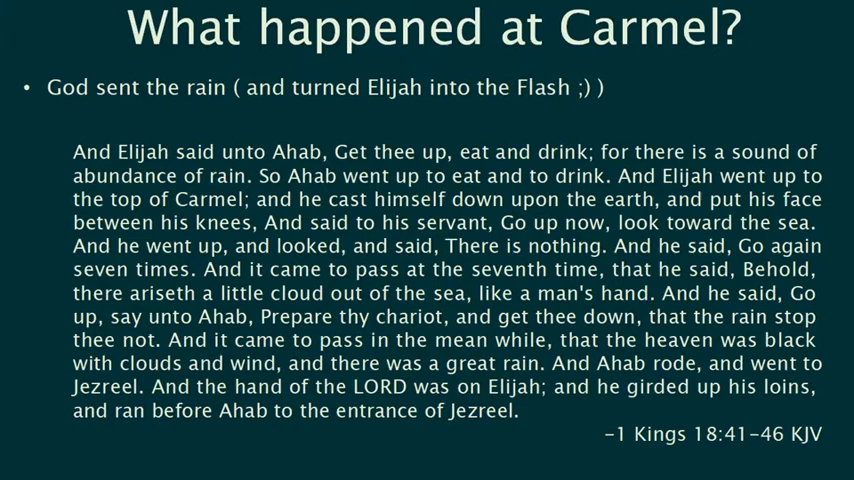 What happened at Carmel?
• God sent the rain ( and turned Elijah into the Flash ;) )
And Elijah said unto Ahab, Get thee up, eat and drink; for there is a sound of
abundance of rain. So Ahab went up to eat and to drink. And Elijah went up to
the top of Carmel; and he cast himself down upon the earth, and put his face
between his knees, And said to his servant, Go up now, look toward the sea.
And he went up, and looked, and said, There is nothing. And he said, Go again
seven times. And it came to pass at the seventh time, that he said, Behold,
there ariseth a little cloud out of the sea, like a man's hand. And he said, Go
up, say unto Ahab, Prepare thy chariot, and get thee down, that the rain stop
thee not. And it came to pass in the mean while, that the heaven was black
with clouds and wind, and there was a great rain. And Ahab rode, and went to
Jezreel. And the hand of the LORD was on Elijah; and he girded up his loins,
and ran before Ahab to the entrance of Jezreel.
–1 Kings 18:41–46 KJV